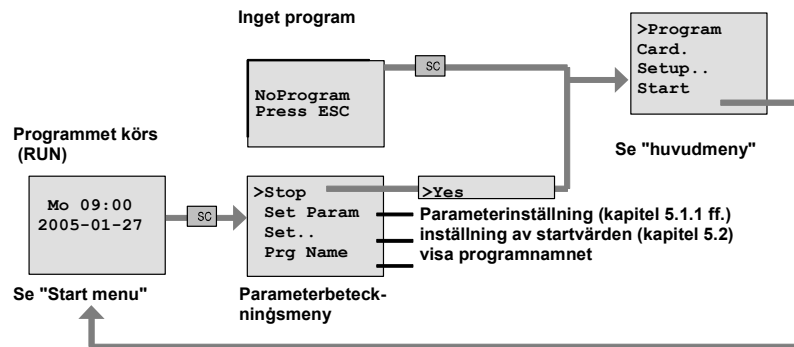 Inget program
SC
NoProgram
Press ESC
>Program
Card.
Setup..
Start
Se "huvudmeny"
Programmet körs
(RUN)
Mo 09:00
2005-01-27
SC
>Stop
Set Param
Set..
Prg Name
>Yes
Parameterinställning (kapitel 5.1.1 ff.)
inställning av startvärden (kapitel 5.2)
visa programnamnet
Se "Start menu"
Parameterbeteck-
ningsmeny